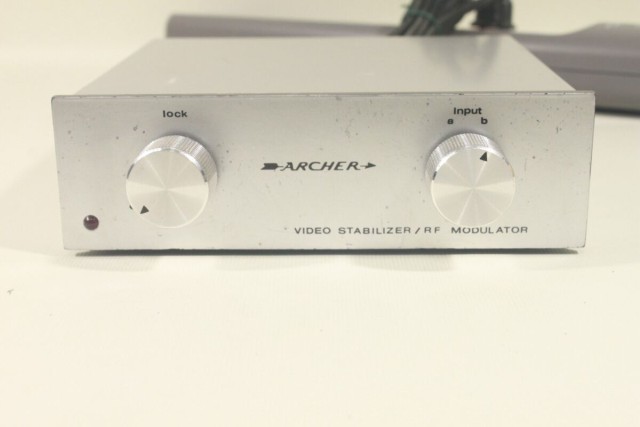 lock
Input
a b
ARCHER
VIDEO STABILIZER/RF MODULATOR